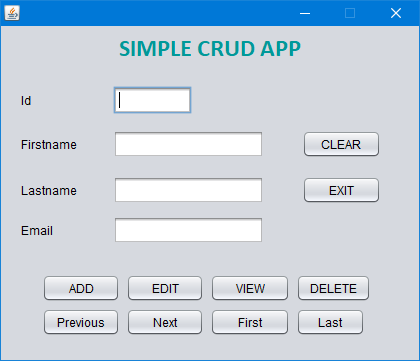 SIMPLE CRUD APP
Id
Firstname
CLEAR
Lastname
EXIT
Email
ADD EDIT VIEW DELETE
Previous Next First Last